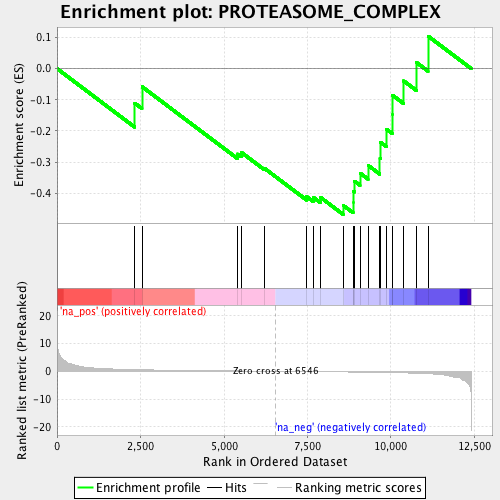 Enrichment plot: PROTEASOME_COMPLEX
Enrichment score (ES)
0.1
0.0
-0.1
-0.2
-0.3
-0.4
'na_pos' (positively correlated)
Ranked list metric (PreRanked)
20
10
0
-10
-20
Zero cross at 6546
'na_neg' (negatively correlated)
0
2,500
5,000
7,500
10,000
12,500
Rank in Ordered Dataset
Enrichment profile
Hits
Ranking metric scores